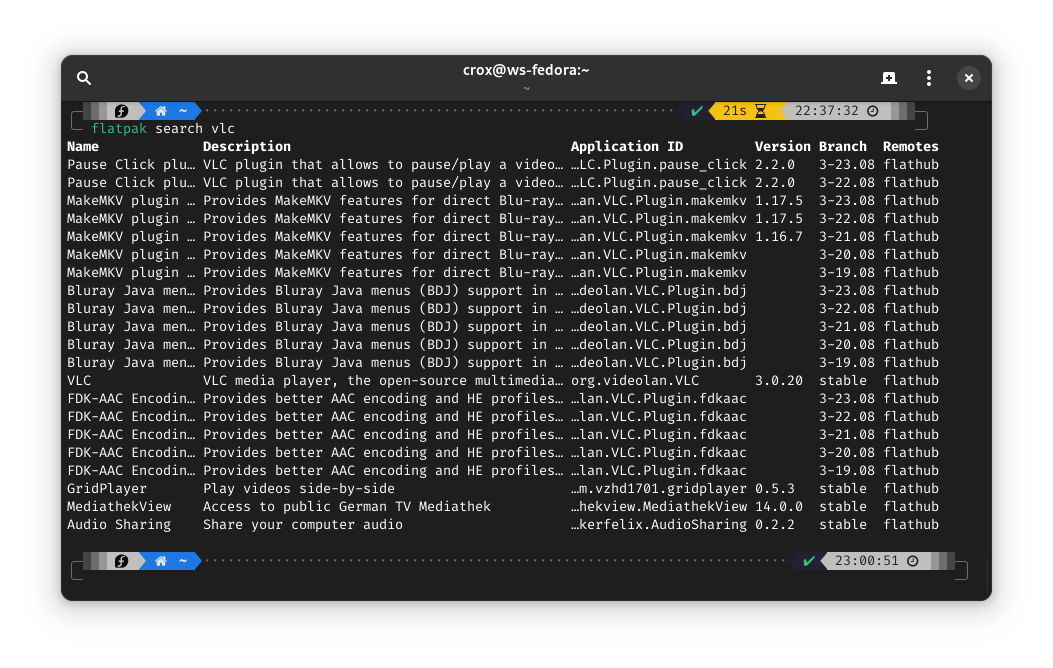 crox@ws-fedora:~
~
~ 21s 22:37:32
flatpak search vlc
Name Description Application ID Version Branch Remotes
Pause Click plu… VLC plugin that allows to pause/play a video… …LC.Plugin.pause_click 2.2.0 3-23.08 flathub
Pause Click plu… VLC plugin that allows to pause/play a video… …LC.Plugin.pause_click 2.2.0 3-22.08 flathub
MakeMKV plugin … Provides MakeMKV features for direct Blu-ray… …an.VLC.Plugin.makemkv 1.17.5 3-23.08 flathub
MakeMKV plugin … Provides MakeMKV features for direct Blu-ray… …an.VLC.Plugin.makemkv 1.17.5 3-22.08 flathub
MakeMKV plugin … Provides MakeMKV features for direct Blu-ray… …an.VLC.Plugin.makemkv 1.16.7 3-21.08 flathub
MakeMKV plugin … Provides MakeMKV features for direct Blu-ray… …an.VLC.Plugin.makemkv 3-20.08 flathub
MakeMKV plugin … Provides MakeMKV features for direct Blu-ray… …an.VLC.Plugin.makemkv 3-19.08 flathub
Bluray Java men… Provides Bluray Java menus (BDJ) support in … …deolan.VLC.Plugin.bdj 3-23.08 flathub
Bluray Java men… Provides Bluray Java menus (BDJ) support in … …deolan.VLC.Plugin.bdj 3-22.08 flathub
Bluray Java men… Provides Bluray Java menus (BDJ) support in … …deolan.VLC.Plugin.bdj 3-21.08 flathub
Bluray Java men… Provides Bluray Java menus (BDJ) support in … …deolan.VLC.Plugin.bdj 3-20.08 flathub
Bluray Java men… Provides Bluray Java menus (BDJ) support in … …deolan.VLC.Plugin.bdj 3-19.08 flathub
VLC VLC media player, the open-source multimedia… org.videolan.VLC 3.0.20 stable flathub
FDK-AAC Encodin… Provides better AAC encoding and HE profiles… …lan.VLC.Plugin.fdkaac 3-23.08 flathub
FDK-AAC Encodin… Provides better AAC encoding and HE profiles… …lan.VLC.Plugin.fdkaac 3-22.08 flathub
FDK-AAC Encodin… Provides better AAC encoding and HE profiles… …lan.VLC.Plugin.fdkaac 3-21.08 flathub
FDK-AAC Encodin… Provides better AAC encoding and HE profiles… …lan.VLC.Plugin.fdkaac 3-20.08 flathub
FDK-AAC Encodin… Provides better AAC encoding and HE profiles… …lan.VLC.Plugin.fdkaac 3-19.08 flathub
GridPlayer Play videos side-by-side …m.vzhd1701.gridplayer 0.5.3 stable flathub
MediathekView Access to public German TV Mediathek …hekview.MediathekView 14.0.0 stable flathub
Audio Sharing Share your computer audio …kerfelix.AudioSharing 0.2.2 stable flathub
~ 23:00:51